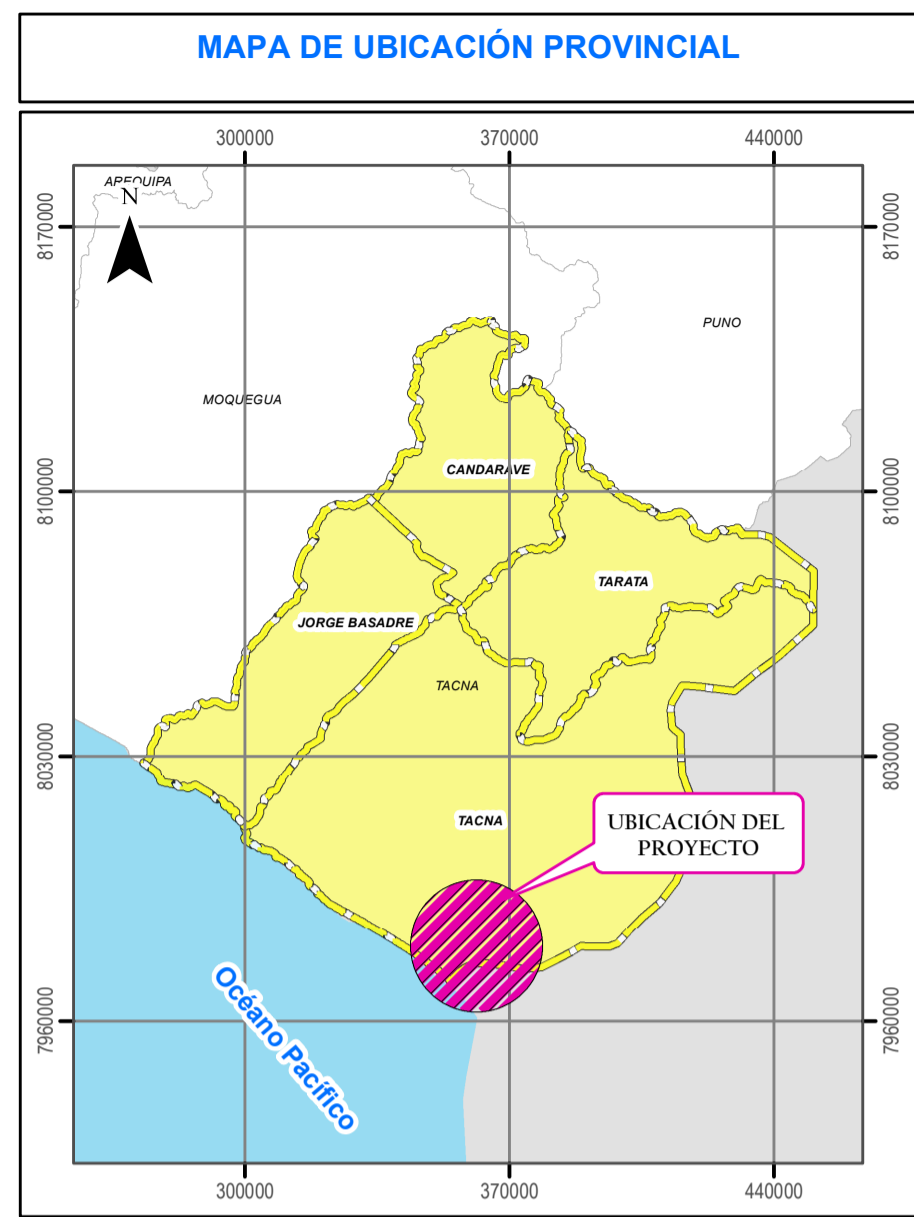 MAPA DE UBICACIÓN PROVINCIAL
300000
370000
440000
AREQUIPA
N
8170000
8170000
PUNO
MOQUEGUA
CANDARAVE
8100000
8100000
TARATA
JORGE BASADRE
TACNA
8030000
8030000
TACNA
UBICACIÓN DEL
PROYECTO
Océano Pacífico
7960000
7960000
300000
370000
440000